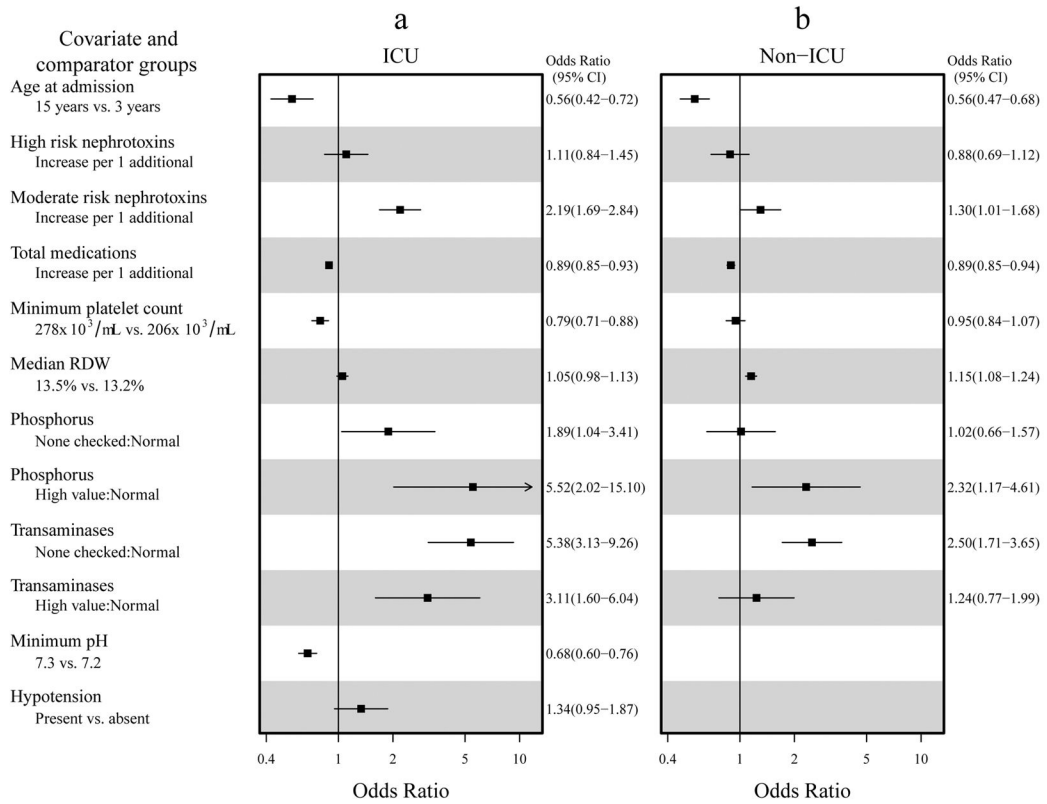 a
b
Covariate and
comparator groups
ICU
Odds Ratio
(95% CI)
Non−ICU
Odds Ratio
(95% CI)
Age at admission
15 years vs. 3 years
0.56(0.42−0.72)
0.56(0.47−0.68)
High risk nephrotoxins
Increase per 1 additional
1.11(0.84−1.45)
0.88(0.69−1.12)
Moderate risk nephrotoxins
Increase per 1 additional
2.19(1.69−2.84)
1.30(1.01−1.68)
Total medications
Increase per 1 additional
0.89(0.85−0.93)
0.89(0.85−0.94)
Minimum platelet count
278x 10³/mL vs. 206x 10³/mL
0.79(0.71−0.88)
0.95(0.84−1.07)
Median RDW
13.5% vs. 13.2%
1.05(0.98−1.13)
1.15(1.08−1.24)
Phosphorus
None checked:Normal
1.89(1.04−3.41)
1.02(0.66−1.57)
Phosphorus
High value:Normal
5.52(2.02−15.10)
2.32(1.17−4.61)
Transaminases
None checked:Normal
5.38(3.13−9.26)
2.50(1.71−3.65)
Transaminases
High value:Normal
3.11(1.60−6.04)
1.24(0.77−1.99)
Minimum pH
7.3 vs. 7.2
0.68(0.60−0.76)
Hypotension
Present vs. absent
1.34(0.95−1.87)
0.4 1 2 5 10
0.4 1 2 5 10
Odds Ratio
Odds Ratio